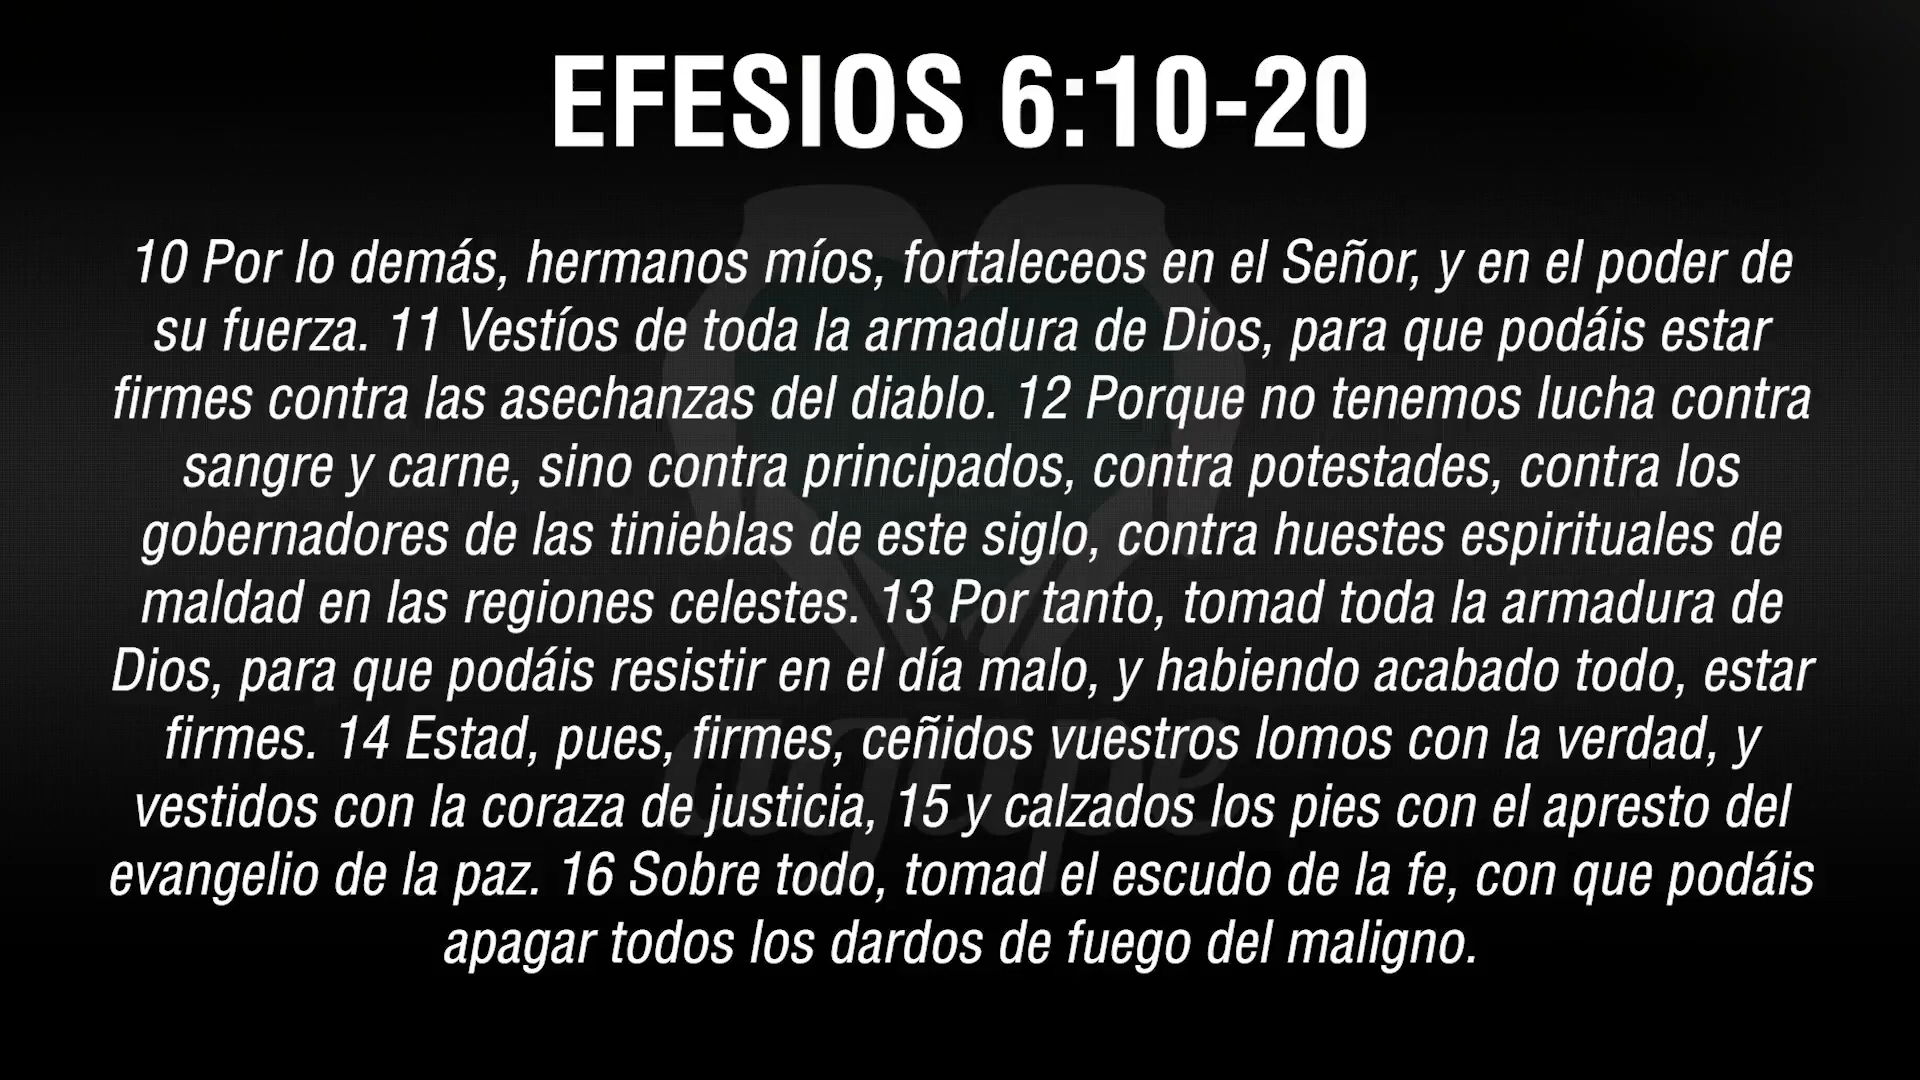 EFESIOS 6:10-20
10 Por lo demás, hermanos míos, fortaleceos en el Señor, y en el poder de
su fuerza. 11 Vestíos de toda la armadura de Dios, para que podáis estar
firmes contra las asechanzas del diablo. 12 Porque no tenemos lucha contra
sangre y carne, sino contra principados, contra potestades, contra los
gobernadores de las tinieblas de este siglo, contra huestes espirituales de
maldad en las regiones celestes. 13 Por tanto, tomad toda la armadura de
Dios, para que podáis resistir en el día malo, y habiendo acabado todo, estar
firmes. 14 Estad, pues, firmes, ceñidos vuestros lomos con la verdad, y
agape
vestidos con la coraza de justicia, 15 y calzados los pies con el apresto del
evangelio de la paz. 16 Sobre todo, tomad el escudo de la fe, con que podáis
apagar todos los dardos de fuego del maligno.